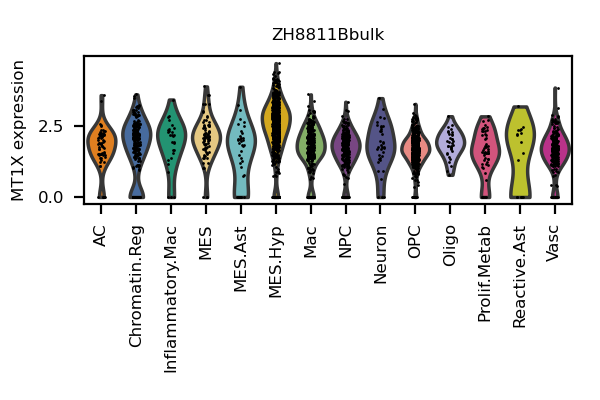 ZH8811Bbulk
MT1X expression
2.5
0.0
AC
Chromatin.Reg
Inflammatory.Mac
MES
MES.Ast
MES.Hyp
Mac
NPC
Neuron
OPC
Oligo
Prolif.Metab
Reactive.Ast
Vasc